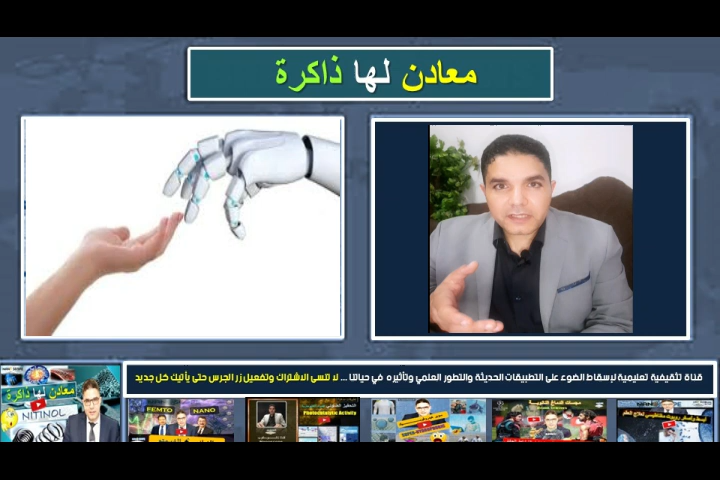 معادن لها ذاكرة
قناة تثقيفية تعليمية لإسقاط الضوء على التطبيقات الحديثة والتطور العلمي وتأثيره في حياتنا ... لا تنسى الاشتراك وتفعيل زر الجرس حتى يأتيك كل جديد
معادن لها ذاكرة
NITINOL
FEMTO
NANO
Photocatalytic Activity